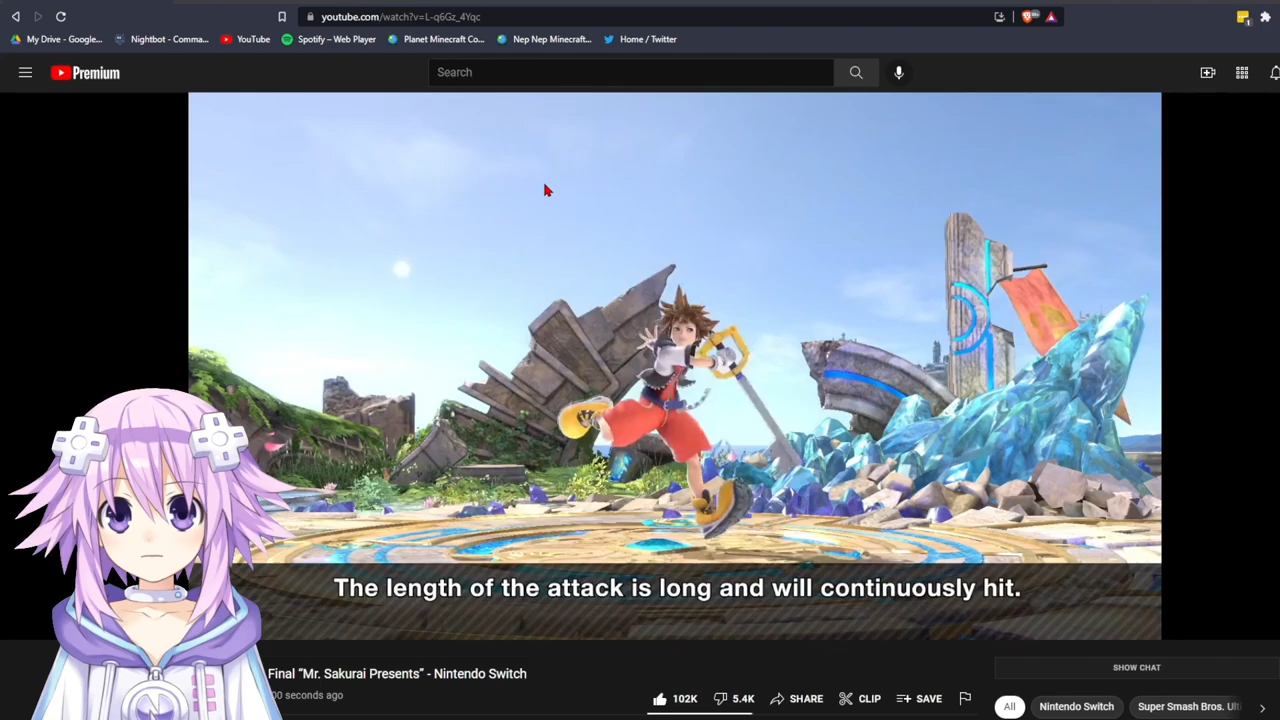 youtube.com/watch?v=L-q6Gz_4Yqc
My Drive - Google...
Nightbot - Comma...
YouTube
Spotify – Web Player
Planet Minecraft Co...
Nep Nep Minecraft...
Home / Twitter
Premium
Search
The length of the attack is long and will continuously hit.
Final “Mr. Sakurai Presents” - Nintendo Switch
00 seconds ago
102K
5.4K
SHARE
CLIP
SAVE
SHOW CHAT
All
Nintendo Switch
Super Smash Bros. Ulti